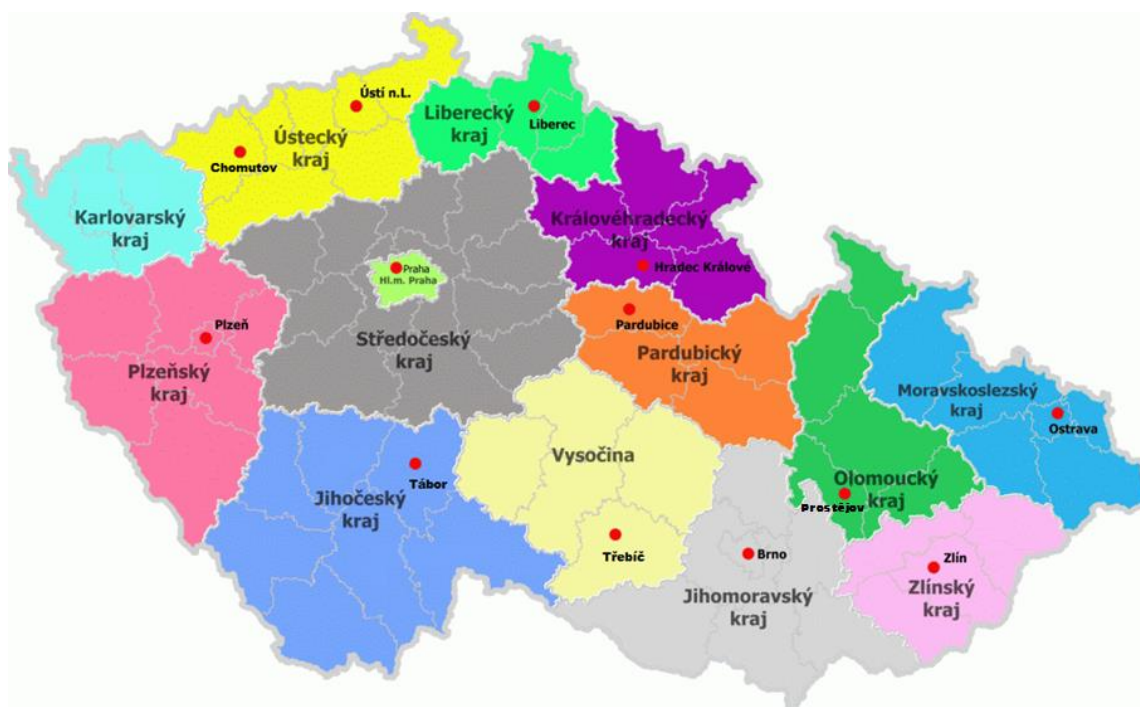 Ústí n.L.
Ústecký
kraj
Chomutov
Liberecký
kraj
Liberec
Karlovarský
kraj
Královéhradecký
kraj
Hradec Králové
Praha
Hl.m. Praha
Středočeský
kraj
Plzeň
Plzeňský
kraj
Pardubice
Pardubický
kraj
Moravskoslezský
kraj
Ostrava
Vysočina
Třebíč
Tábor
Jihočeský
kraj
Olomoucký
kraj
Prostějov
Brno
Jihomoravský
kraj
Zlín
Zlínský
kraj